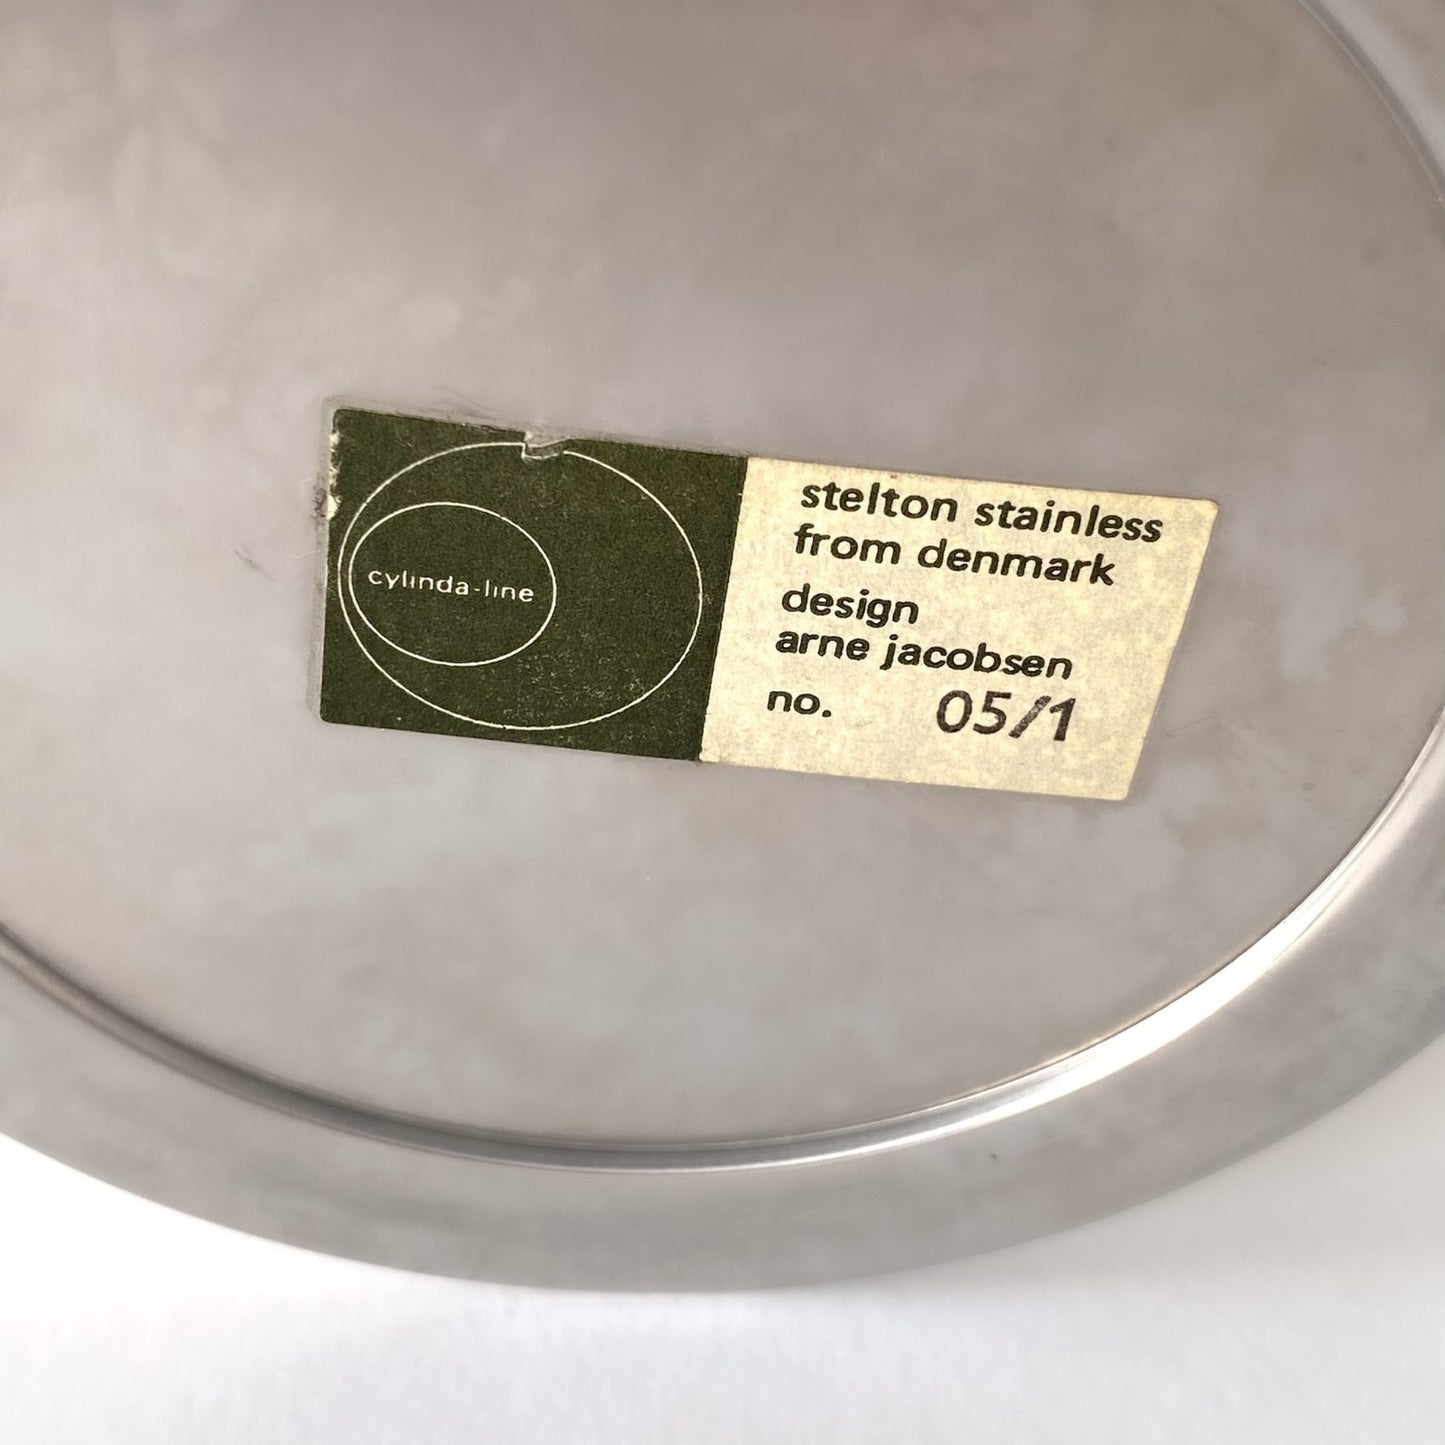 cylinda-line
stelton stainless
from denmark
design
arne jacobsen
no. 05/1